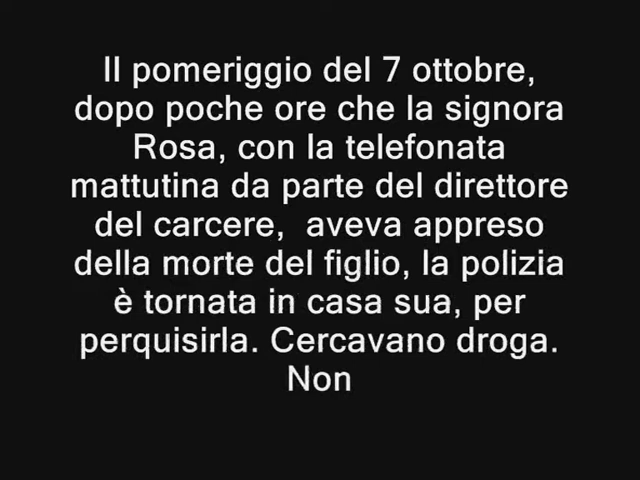 Il pomeriggio del 7 ottobre,
dopo poche ore che la signora
Rosa, con la telefonata
mattutina da parte del direttore
del carcere,  aveva appreso
della morte del figlio, la polizia
è tornata in casa sua, per
perquisirla. Cercavano droga.
Non